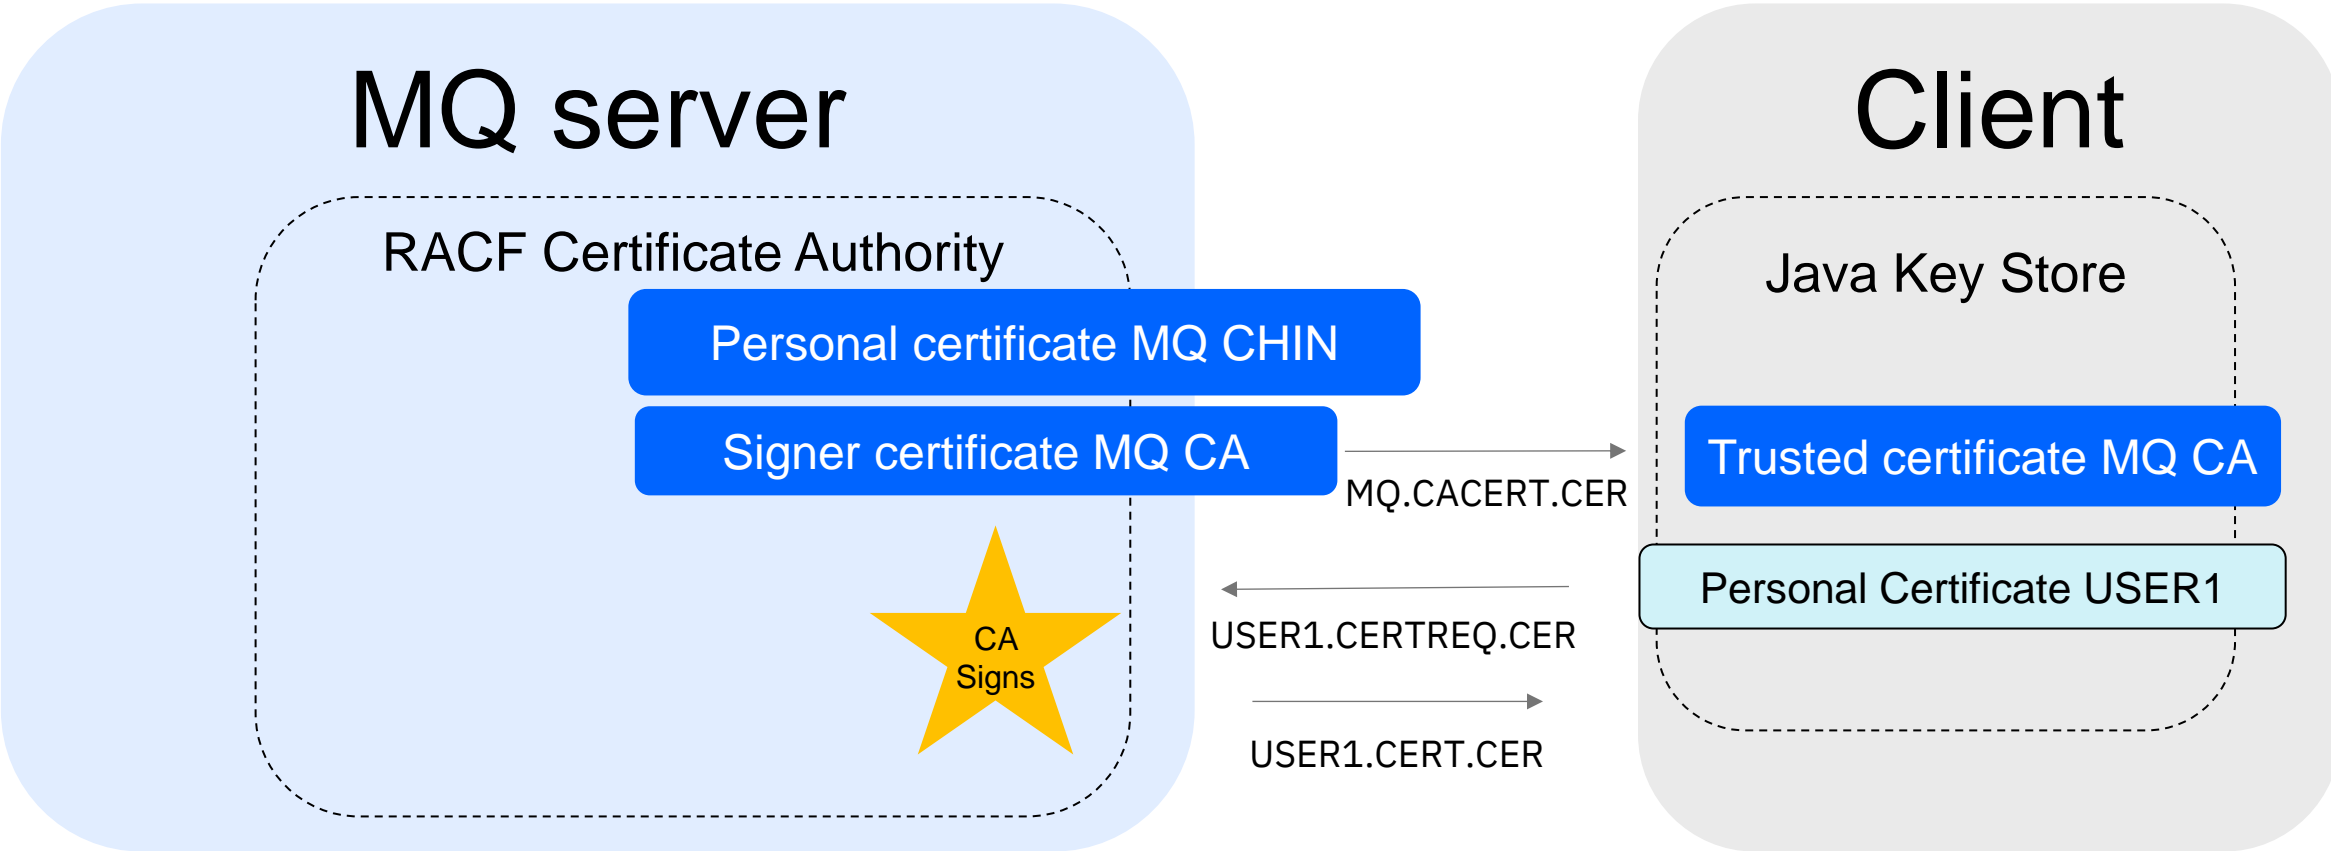 MQ server
RACF Certificate Authority
Personal certificate MQ CHIN
Signer certificate MQ CA
CA
Signs
MQ.CACERT.CER
USER1.CERTREQ.CER
USER1.CERT.CER
Client
Java Key Store
Trusted certificate MQ CA
Personal Certificate USER1